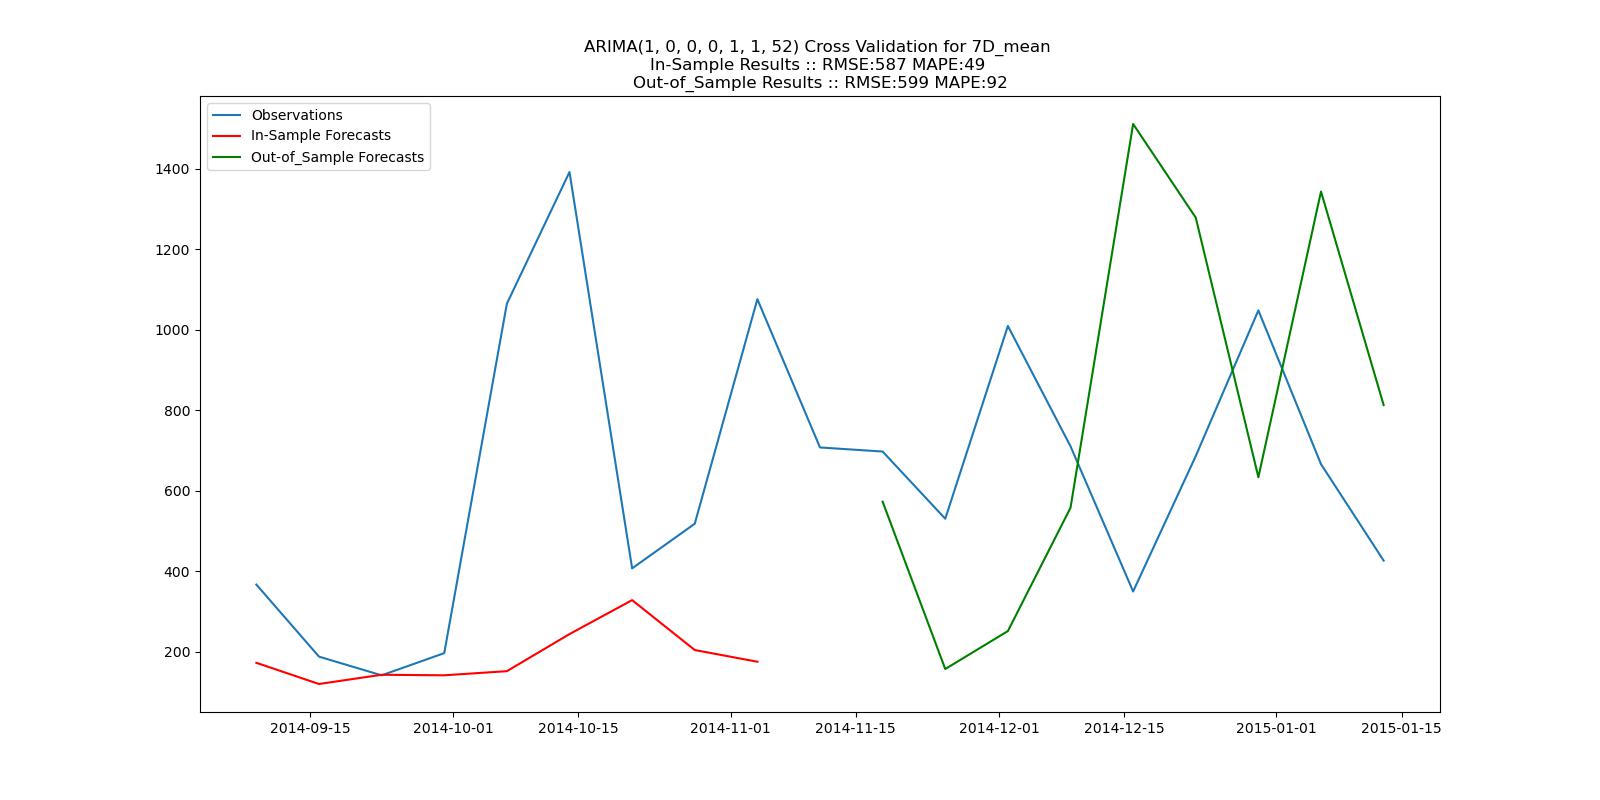 ARIMA(1, 0, 0, 0, 1, 1, 52) Cross Validation for 7D_mean
In-Sample Results :: RMSE:587 MAPE:49
Out-of_Sample Results :: RMSE:599 MAPE:92
Observations
In-Sample Forecasts
Out-of_Sample Forecasts
1400
1200
1000
800
600
400
200
2014-09-15
2014-10-01
2014-10-15
2014-11-01
2014-11-15
2014-12-01
2014-12-15
2015-01-01
2015-01-15